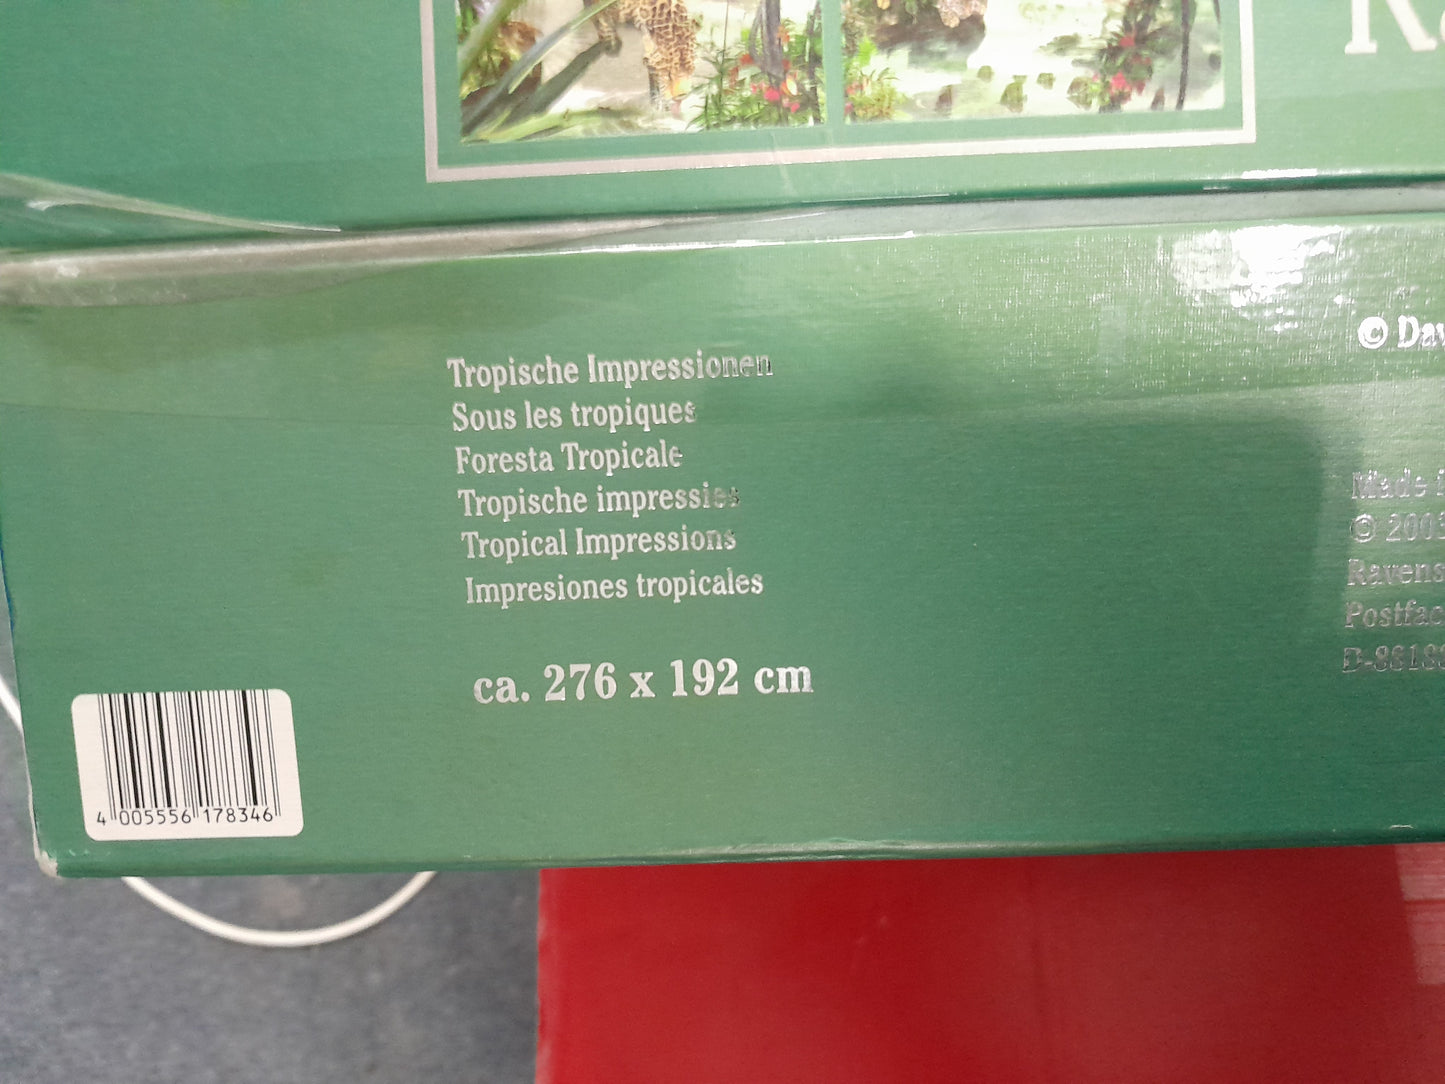 Tropische Impressionen
Sous les tropiques
Foresta Tropicale
Tropische impressies
Tropical Impressions
Impresiones tropicales
ca. 276 x 192 cm
4 005556 178346
©
Made
©